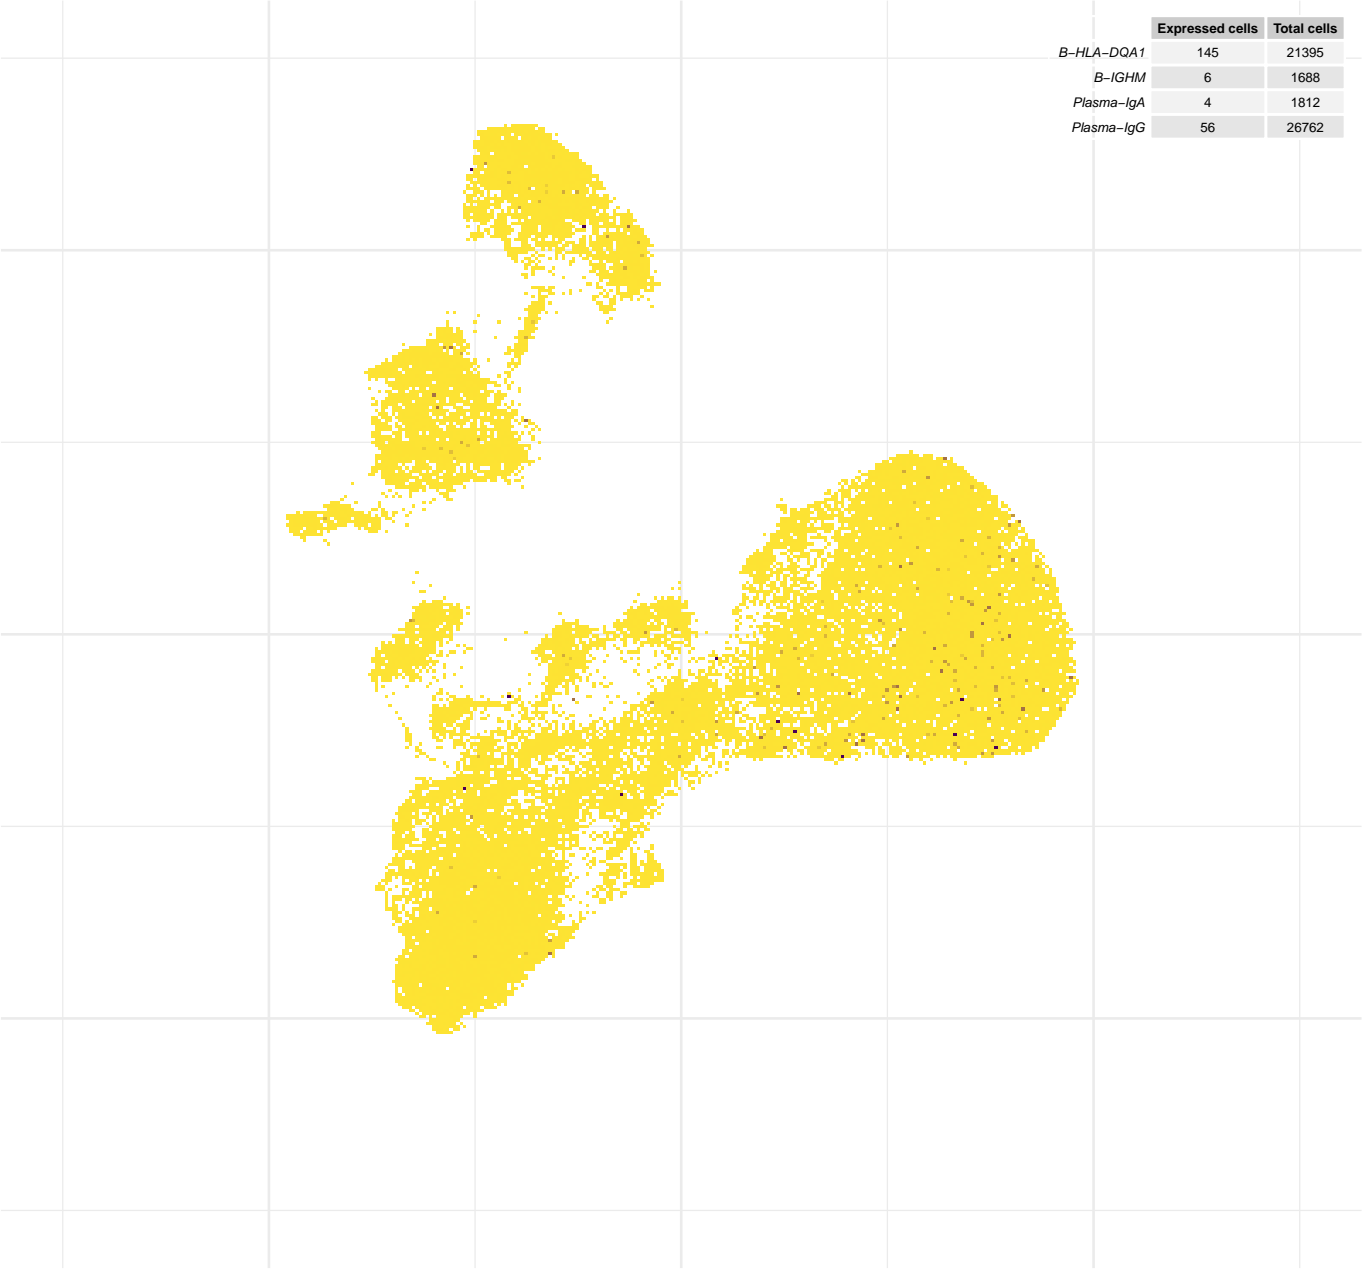 Expressed cells Total cells
B−HLA−DQA1 145 21395
B−IGHM 6 1688
Plasma−IgA 4 1812
Plasma−IgG 56 26762